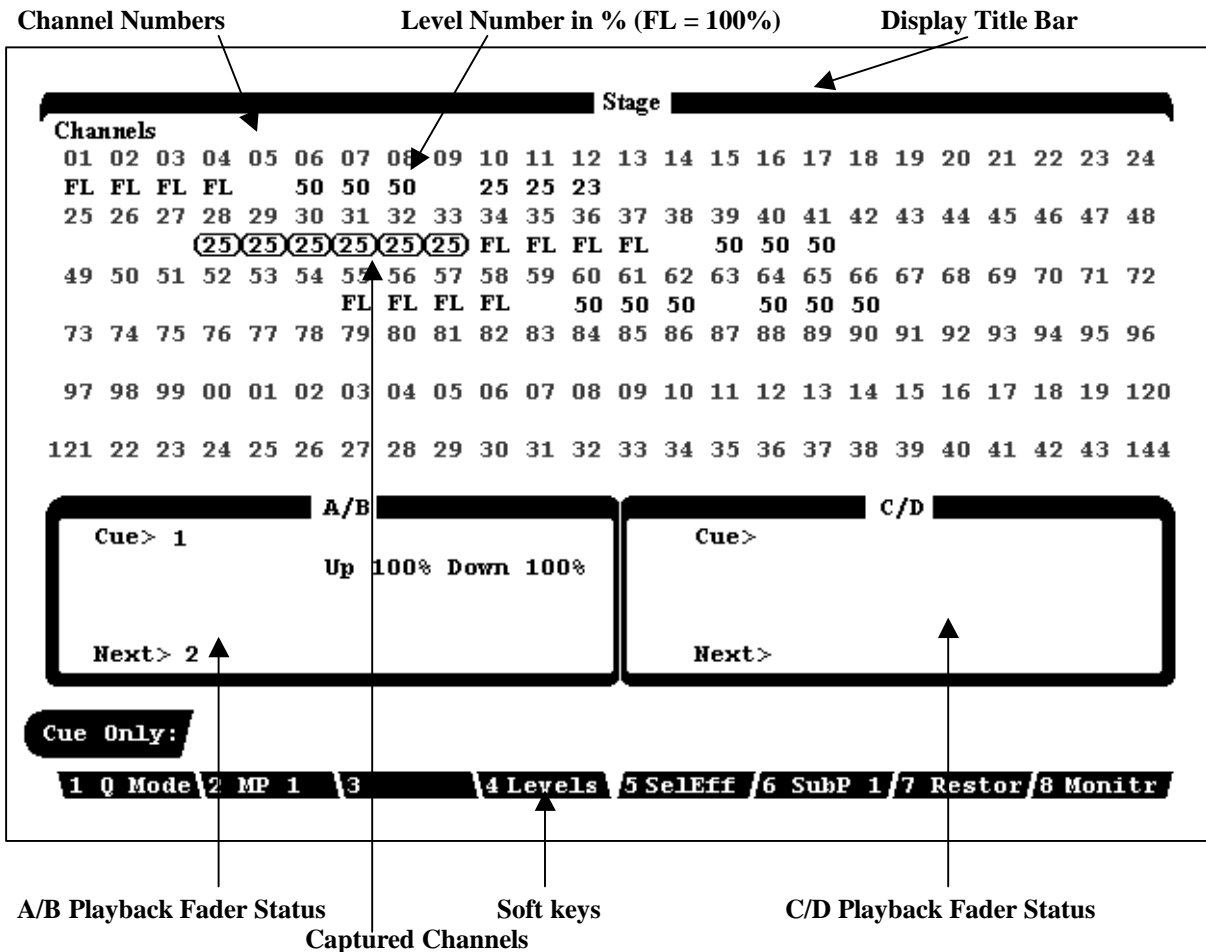 Channel Numbers Level Number in % (FL = 100%) Display Title Bar
Stage
Channels
01 02 03 04 05 06 07 08 09 10 11 12 13 14 15 16 17 18 19 20 21 22 23 24
FL FL FL FL 50 50 50 25 25 23
25 26 27 28 29 30 31 32 33 34 35 36 37 38 39 40 41 42 43 44 45 46 47 48
25 25 25 25 25 25 FL FL FL FL 50 50 50
49 50 51 52 53 54 55 56 57 58 59 60 61 62 63 64 65 66 67 68 69 70 71 72
FL FL FL FL 50 50 50 50 50 50
73 74 75 76 77 78 79 80 81 82 83 84 85 86 87 88 89 90 91 92 93 94 95 96
97 98 99 00 01 02 03 04 05 06 07 08 09 10 11 12 13 14 15 16 17 18 19 120
121 22 23 24 25 26 27 28 29 30 31 32 33 34 35 36 37 38 39 40 41 42 43 144
A/B C/D
Cue> 1 Cue>
Up 100% Down 100%
Next> 2 Next>
Cue Only:
1 Q Mode 2 MP 1 3 4 Levels 5 SelEff 6 SubP 1 7 Restor 8 Monitr
A/B Playback Fader Status Soft keys C/D Playback Fader Status
Captured Channels